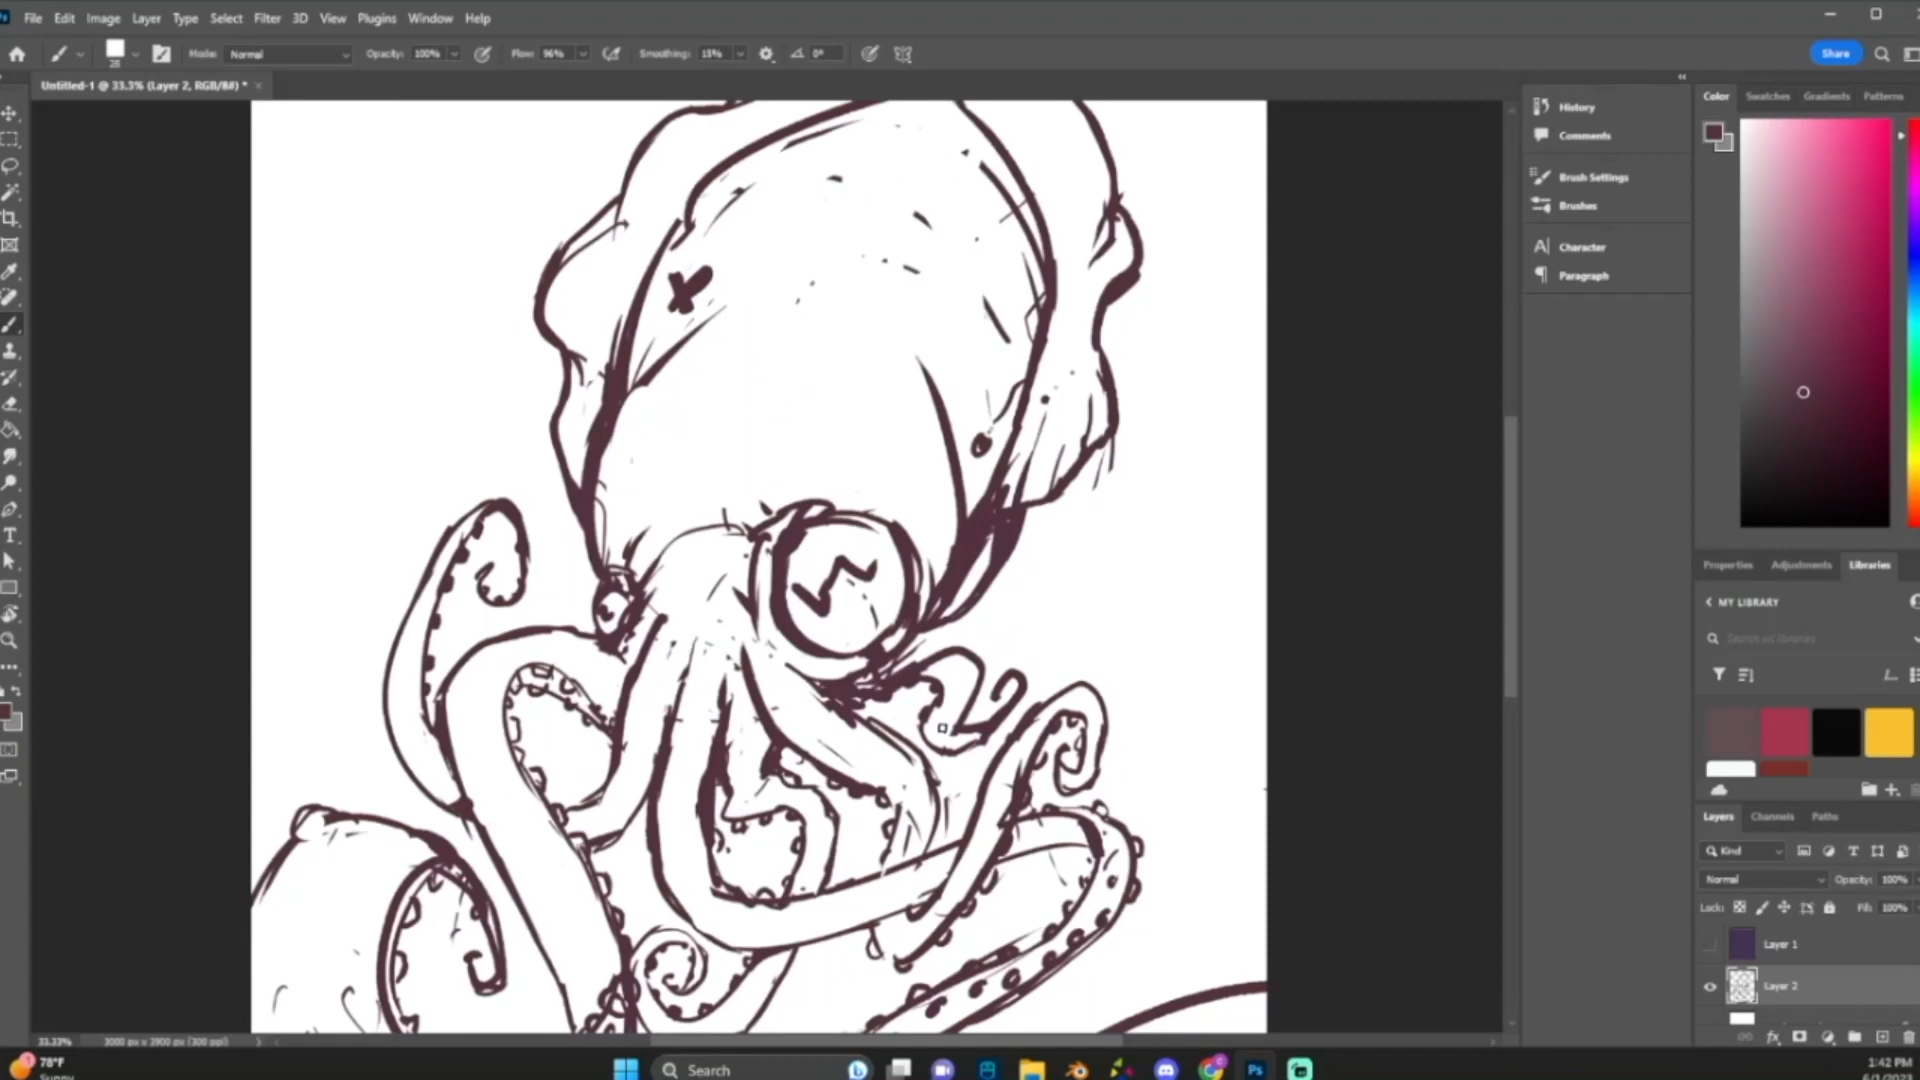 File Edit Image Layer Type Select Filter 3D View Plugins Window Help
28 Mode: Normal Opacity: 100% Flow: 96% Smoothing: 15% 0° Share
Untitled-1 @ 33.3% (Layer 2, RGB/8#) * ×
History
Comments
Brush Settings
Brushes
Character
Paragraph
Color Swatches Gradients Patterns
Properties Adjustments Libraries
MY LIBRARY
Search all libraries
Layers Channels Paths
Kind
Normal Opacity: 100%
Lock: Fill: 100%
Layer 1
Layer 2
33.33% 3000 px x 3900 px (300 ppi)
78°F
Sunny
Search
1:42 PM
6/1/2023